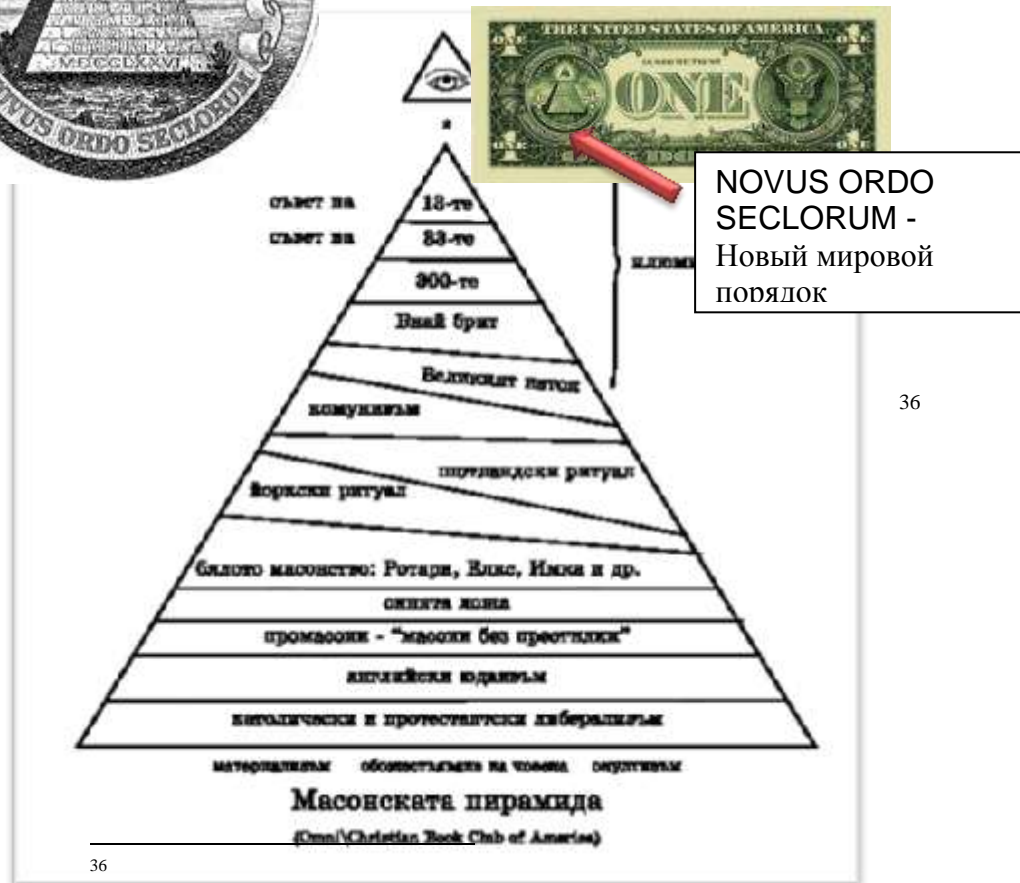 MDCCLXXVI
NOVUS ORDO SECLORUM
THE UNITED STATES OF AMERICA
ONE
NOVUS ORDO
SECLORUM -
Новый мировой
порядок
съвет на 13-те
съвет на 33-те
300-те
Внай брит
Великият изток
комунизъм
шотландски ритуал
йоркски ритуал
бялото масонство: Ротари, Елкс, Имка и др.
синята ложа
промасони - "масони без престилки"
английски юдаизъм
католически и протестантски либерализъм
материализъм обожествяване на човека окултизъм
Масонската пирамида
(Omni\Christian Book Club of America)
36
36